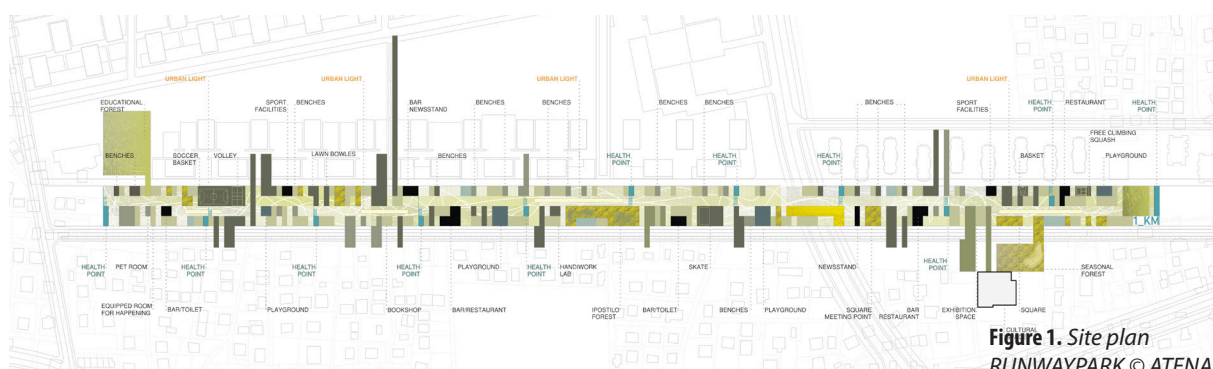 URBAN LIGHT
URBAN LIGHT
URBAN LIGHT
URBAN LIGHT
EDUCATIONAL
FOREST
SPORT
FACILITIES
BENCHES
BAR
NEWSSTAND
BENCHES
BENCHES
BENCHES
BENCHES
BENCHES
SPORT
FACILITIES
HEALTH
POINT
RESTAURANT
HEALTH
POINT
FREE CLIMBING
SQUASH
BENCHES
SOCCER
BASKET
VOLLEY
LAWN BOWLES
BENCHES
HEALTH
POINT
HEALTH
POINT
HEALTH
POINT
BASKET
PLAYGROUND
1_KM
HEALTH
POINT
PET ROOM
HEALTH
POINT
HEALTH
POINT
HEALTH
POINT
PLAYGROUND
HEALTH
POINT
HANDIWORK
LAB
SKATE
NEWSSTAND
HEALTH
POINT
SEASONAL
FOREST
EQUIPPED ROOM
FOR HAPPENING
BAR/TOILET
PLAYGROUND
BOOKSHOP
BAR/RESTAURANT
IPOSTILO
FOREST
BAR/TOILET
BENCHES
PLAYGROUND
SQUARE
MEETING POINT
BAR
RESTAURANT
EXHIBITION
SPACE
SQUARE
CULTURAL
Figure 1. Site plan
RUNWAYPARK © ATENA